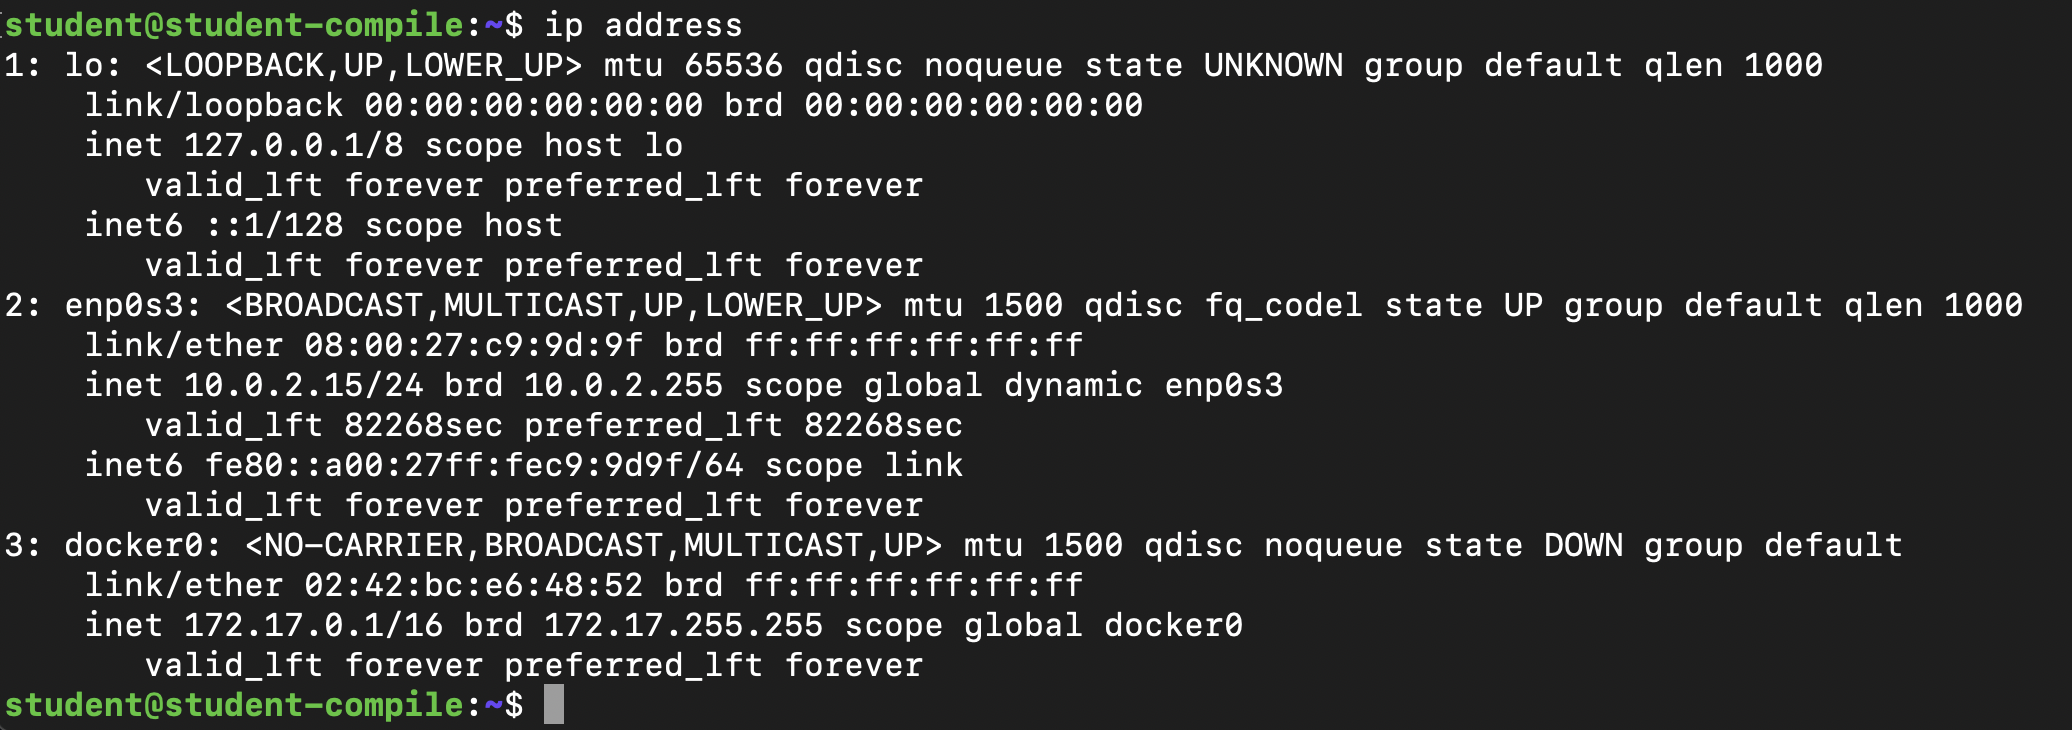 student@student-compile:~$ ip address
1: lo: <LOOPBACK,UP,LOWER_UP> mtu 65536 qdisc noqueue state UNKNOWN group default qlen 1000
    link/loopback 00:00:00:00:00:00 brd 00:00:00:00:00:00
    inet 127.0.0.1/8 scope host lo
       valid_lft forever preferred_lft forever
    inet6 ::1/128 scope host
       valid_lft forever preferred_lft forever
2: enp0s3: <BROADCAST,MULTICAST,UP,LOWER_UP> mtu 1500 qdisc fq_codel state UP group default qlen 1000
    link/ether 08:00:27:c9:9d:9f brd ff:ff:ff:ff:ff:ff
    inet 10.0.2.15/24 brd 10.0.2.255 scope global dynamic enp0s3
       valid_lft 82268sec preferred_lft 82268sec
    inet6 fe80::a00:27ff:fec9:9d9f/64 scope link
       valid_lft forever preferred_lft forever
3: docker0: <NO-CARRIER,BROADCAST,MULTICAST,UP> mtu 1500 qdisc noqueue state DOWN group default
    link/ether 02:42:bc:e6:48:52 brd ff:ff:ff:ff:ff:ff
    inet 172.17.0.1/16 brd 172.17.255.255 scope global docker0
       valid_lft forever preferred_lft forever
student@student-compile:~$